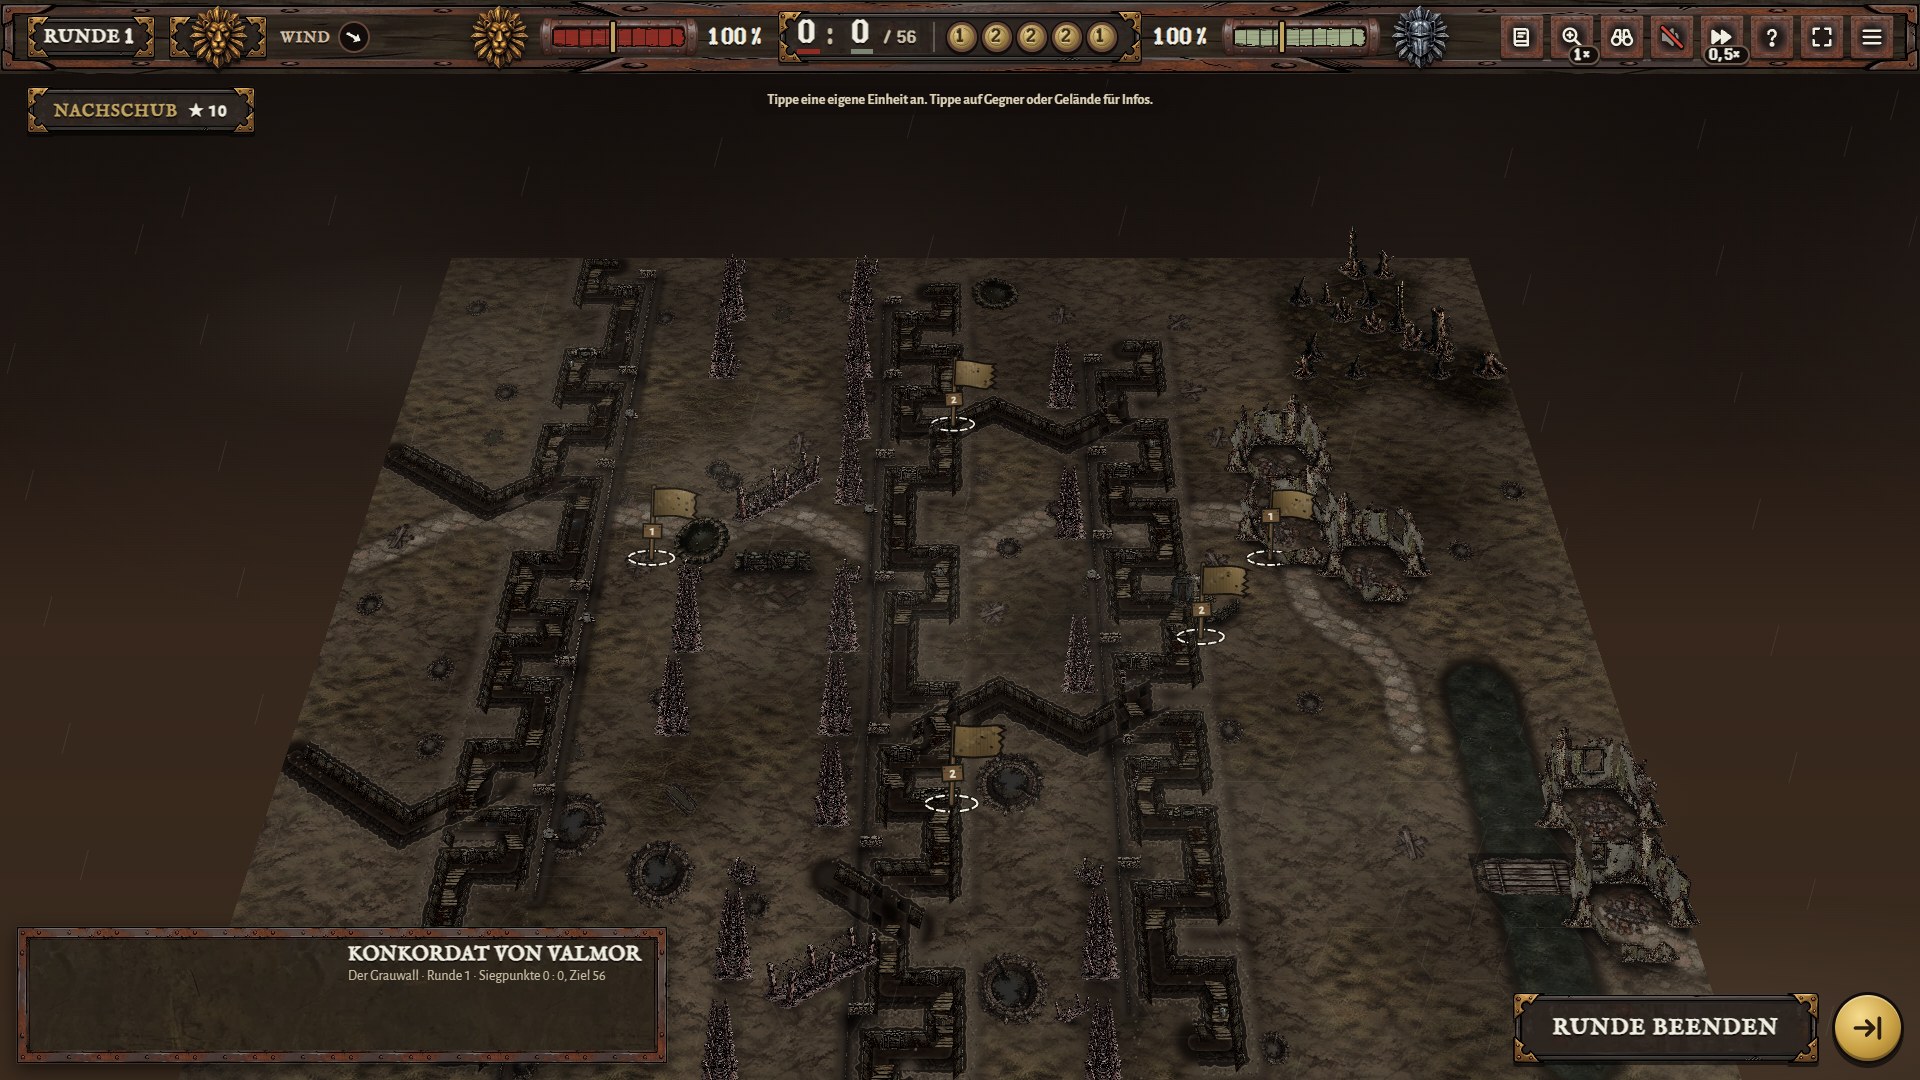 RUNDE 1
WIND
100%
0 : 0 / 56
1 2 2 2 1
100%
1×
0,5×
?
NACHSCHUB ★ 10
Tippe eine eigene Einheit an. Tippe auf Gegner oder Gelände für Infos.
2
1
1
2
2
KONKORDAT VON VALMOR
Der Grauwall · Runde 1 · Siegpunkte 0 : 0, Ziel 56
RUNDE BEENDEN